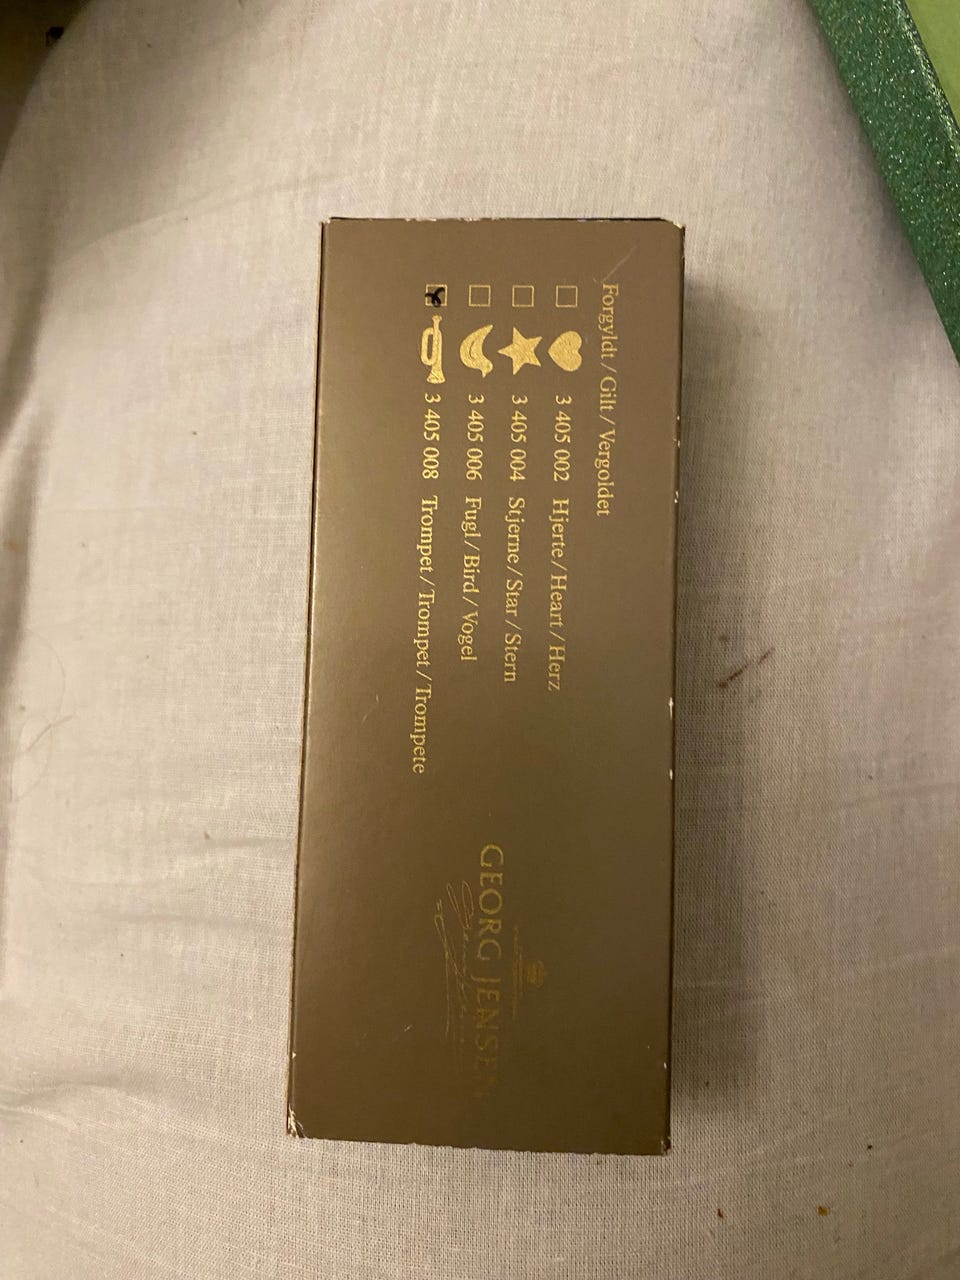 Forgyldt / Gilt / Vergoldet
3 405 002 Hjerte / Heart / Herz
3 405 004 Stjerne / Star / Stern
3 405 006 Fugl / Bird / Vogel
3 405 008 Trompet / Trompet / Trompete
GEORG JENSEN